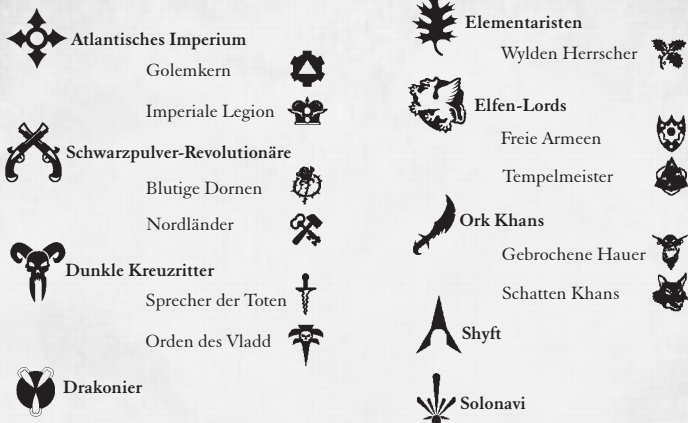 Atlantisches Imperium
Golemkern
Imperiale Legion
Schwarzpulver-Revolutionäre
Blutige Dornen
Nordländer
Dunkle Kreuzritter
Sprecher der Toten
Orden des Vladd
Drakonier
Elementaristen
Wylden Herrscher
Elfen-Lords
Freie Armeen
Tempelmeister
Ork Khans
Gebrochene Hauer
Schatten Khans
Shyft
Solonavi